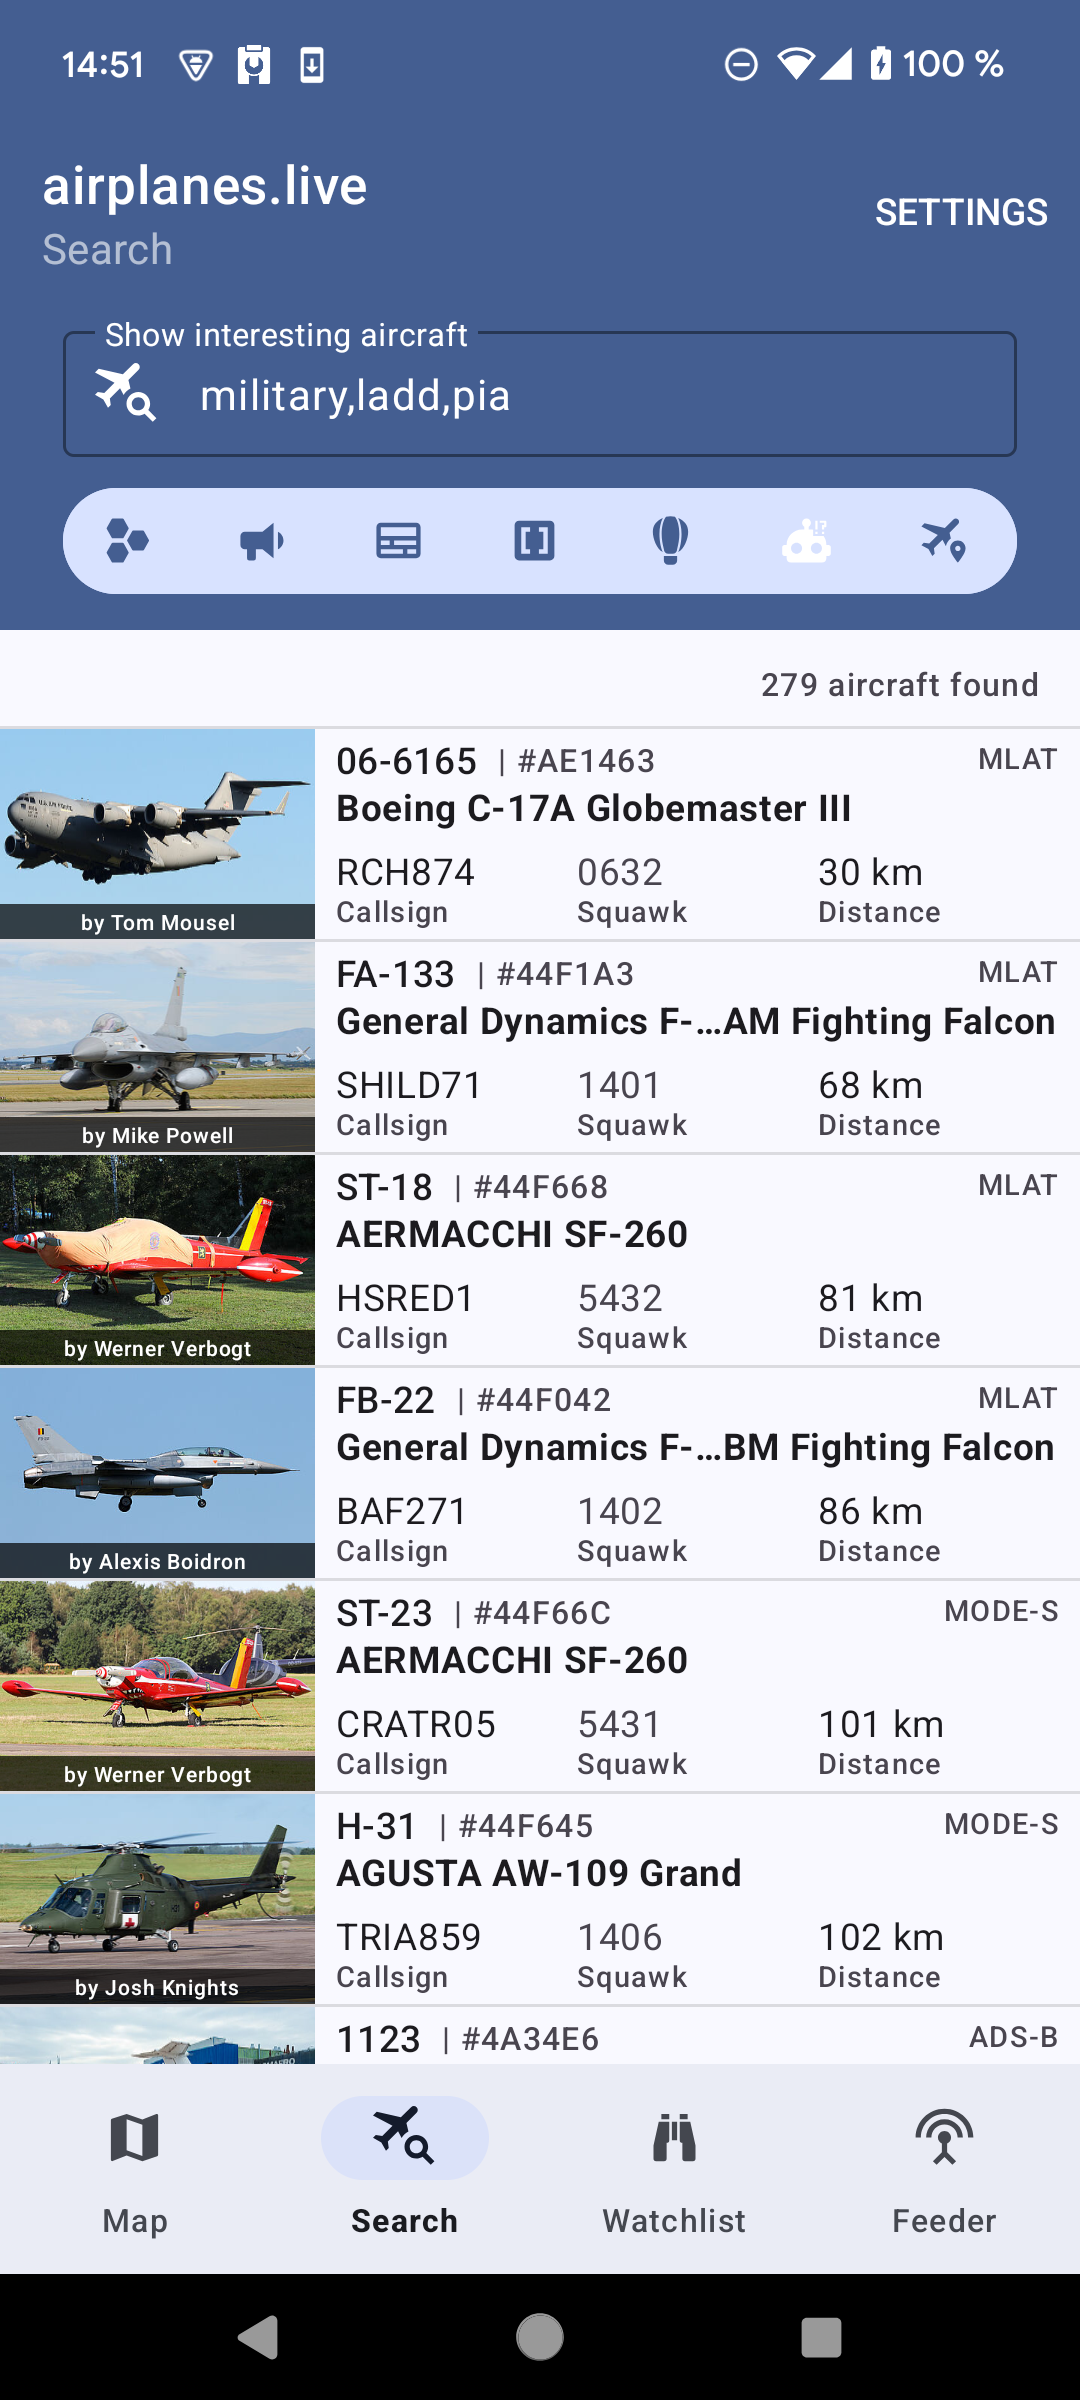 14:51
100 %
airplanes.live
SETTINGS
Search
Show interesting aircraft
military,ladd,pia
279 aircraft found
06-6165 | #AE1463 MLAT
Boeing C-17A Globemaster III
RCH874 0632 30 km
Callsign Squawk Distance
by Tom Mousel
FA-133 | #44F1A3 MLAT
General Dynamics F-…AM Fighting Falcon
SHILD71 1401 68 km
Callsign Squawk Distance
by Mike Powell
ST-18 | #44F668 MLAT
AERMACCHI SF-260
HSRED1 5432 81 km
Callsign Squawk Distance
by Werner Verbogt
FB-22 | #44F042 MLAT
General Dynamics F-…BM Fighting Falcon
BAF271 1402 86 km
Callsign Squawk Distance
by Alexis Boidron
ST-23 | #44F66C MODE-S
AERMACCHI SF-260
CRATR05 5431 101 km
Callsign Squawk Distance
by Werner Verbogt
H-31 | #44F645 MODE-S
AGUSTA AW-109 Grand
TRIA859 1406 102 km
Callsign Squawk Distance
by Josh Knights
1123 | #4A34E6 ADS-B
Map Search Watchlist Feeder